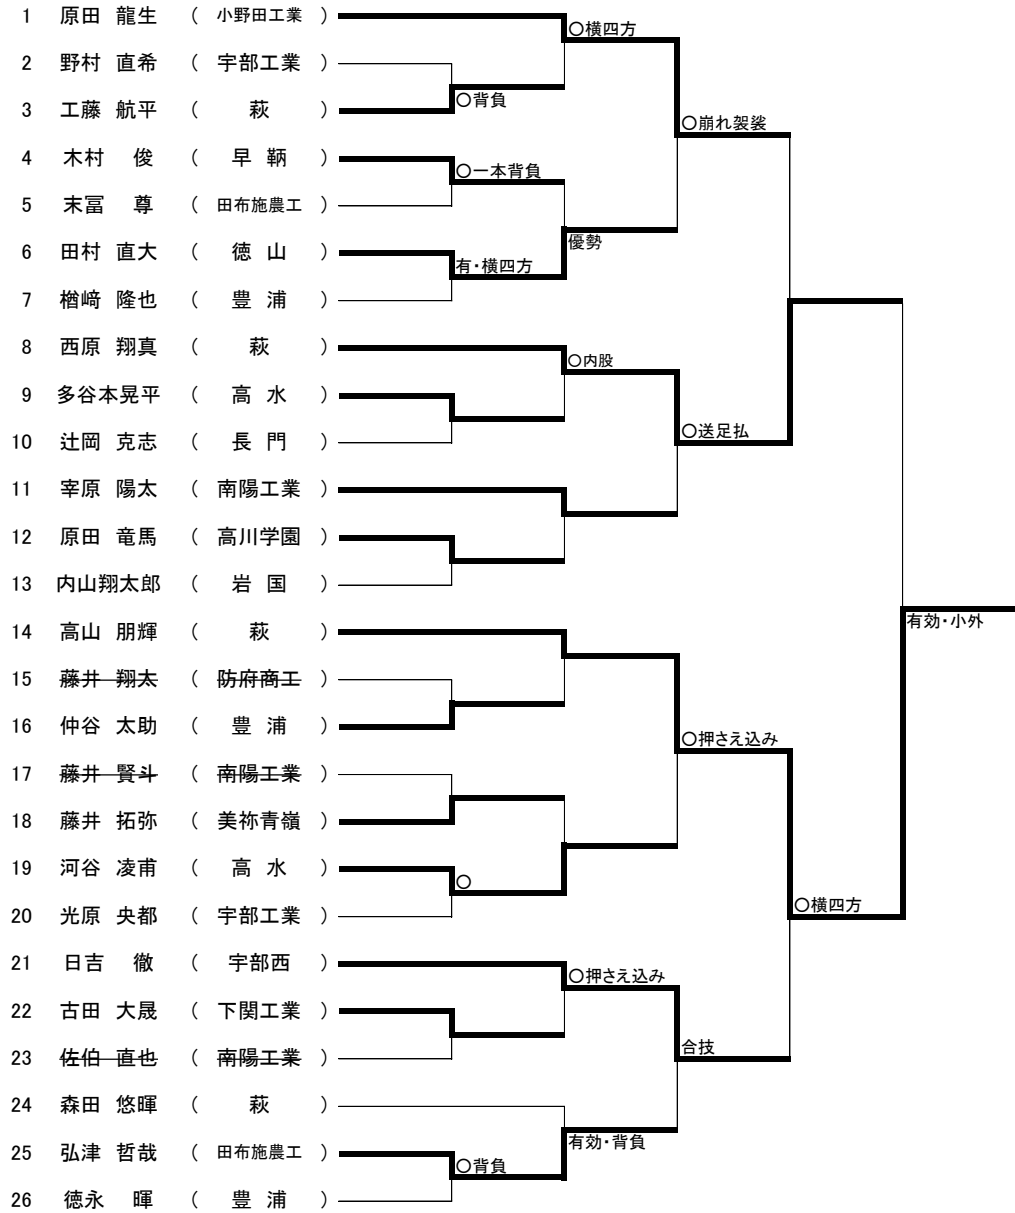 1 原田 龍生 ( 小野田工業 )
〇横四方
2 野村 直希 ( 宇部工業 )
〇背負
3 工藤 航平 ( 萩 )
〇崩れ袈裟
4 木村 俊 ( 早 鞆 )
〇一本背負
5 末冨 尊 ( 田布施農工 )
優勢
6 田村 直大 ( 徳 山 )
有・横四方
7 楢﨑 隆也 ( 豊 浦 )
8 西原 翔真 ( 萩 )
〇内股
9 多谷本晃平 ( 高 水 )
〇送足払
10 辻岡 克志 ( 長 門 )
11 宰原 陽太 ( 南陽工業 )
12 原田 竜馬 ( 高川学園 )
13 内山翔太郎 ( 岩 国 )
有効・小外
14 高山 朋輝 ( 萩 )
15 藤井 翔太 ( 防府商工 )
16 仲谷 太助 ( 豊 浦 )
〇押さえ込み
17 藤井 賢斗 ( 南陽工業 )
18 藤井 拓弥 ( 美祢青嶺 )
19 河谷 凌甫 ( 高 水 )
〇
〇横四方
20 光原 央都 ( 宇部工業 )
21 日吉 徹 ( 宇部西 )
〇押さえ込み
22 古田 大晟 ( 下関工業 )
合技
23 佐伯 直也 ( 南陽工業 )
24 森田 悠暉 ( 萩 )
有効・背負
25 弘津 哲哉 ( 田布施農工 )
〇背負
26 徳永 暉 ( 豊 浦 )